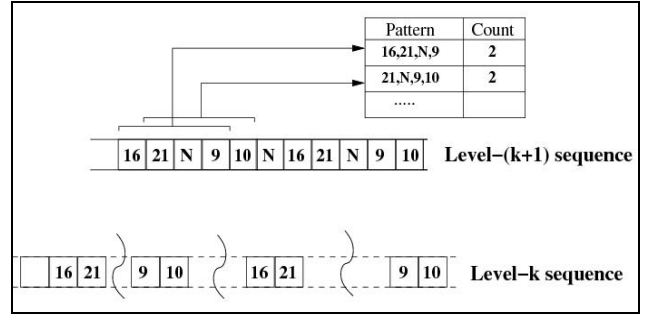 Pattern Count
16,21,N,9 2
21,N,9,10 2
.....
16 21 N 9 10 N 16 21 N 9 10 Level-(k+1) sequence
16 21 9 10 16 21 9 10 Level-k sequence